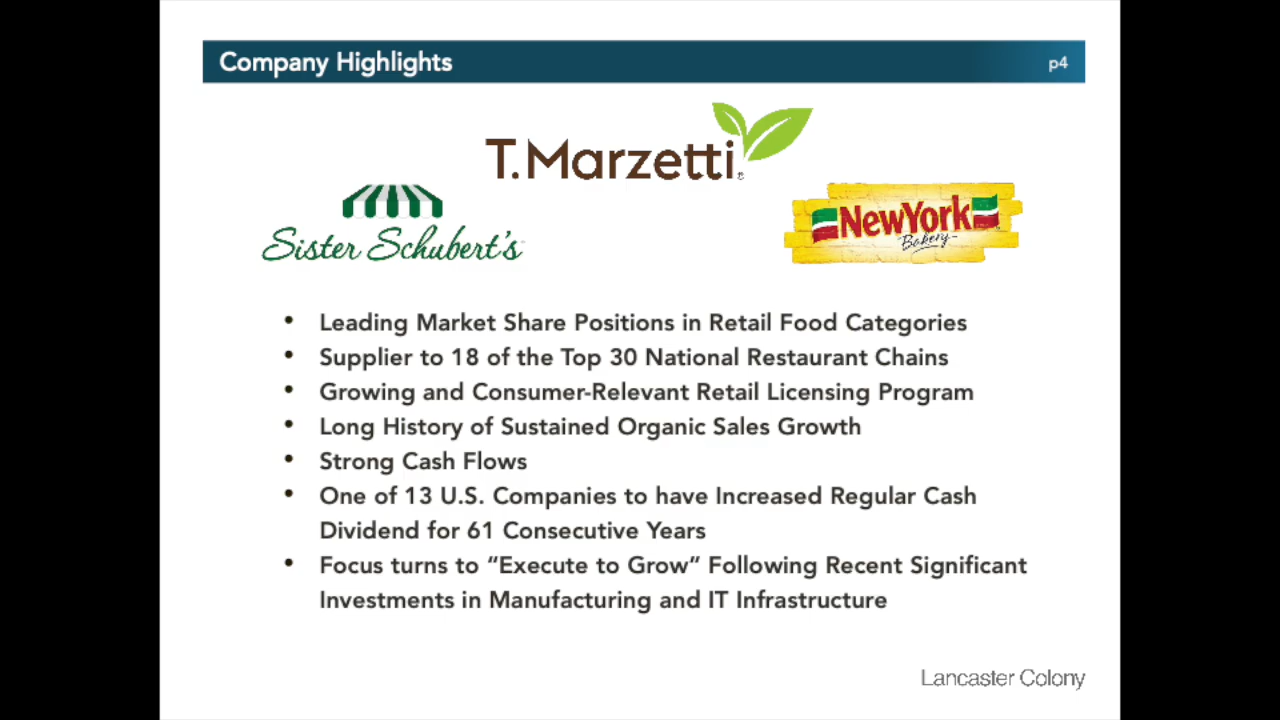 Company Highlights
p4
T.Marzetti
Sister Schubert's
NewYork
Bakery
• Leading Market Share Positions in Retail Food Categories
• Supplier to 18 of the Top 30 National Restaurant Chains
• Growing and Consumer-Relevant Retail Licensing Program
• Long History of Sustained Organic Sales Growth
• Strong Cash Flows
• One of 13 U.S. Companies to have Increased Regular Cash
Dividend for 61 Consecutive Years
• Focus turns to “Execute to Grow” Following Recent Significant
Investments in Manufacturing and IT Infrastructure
Lancaster Colony